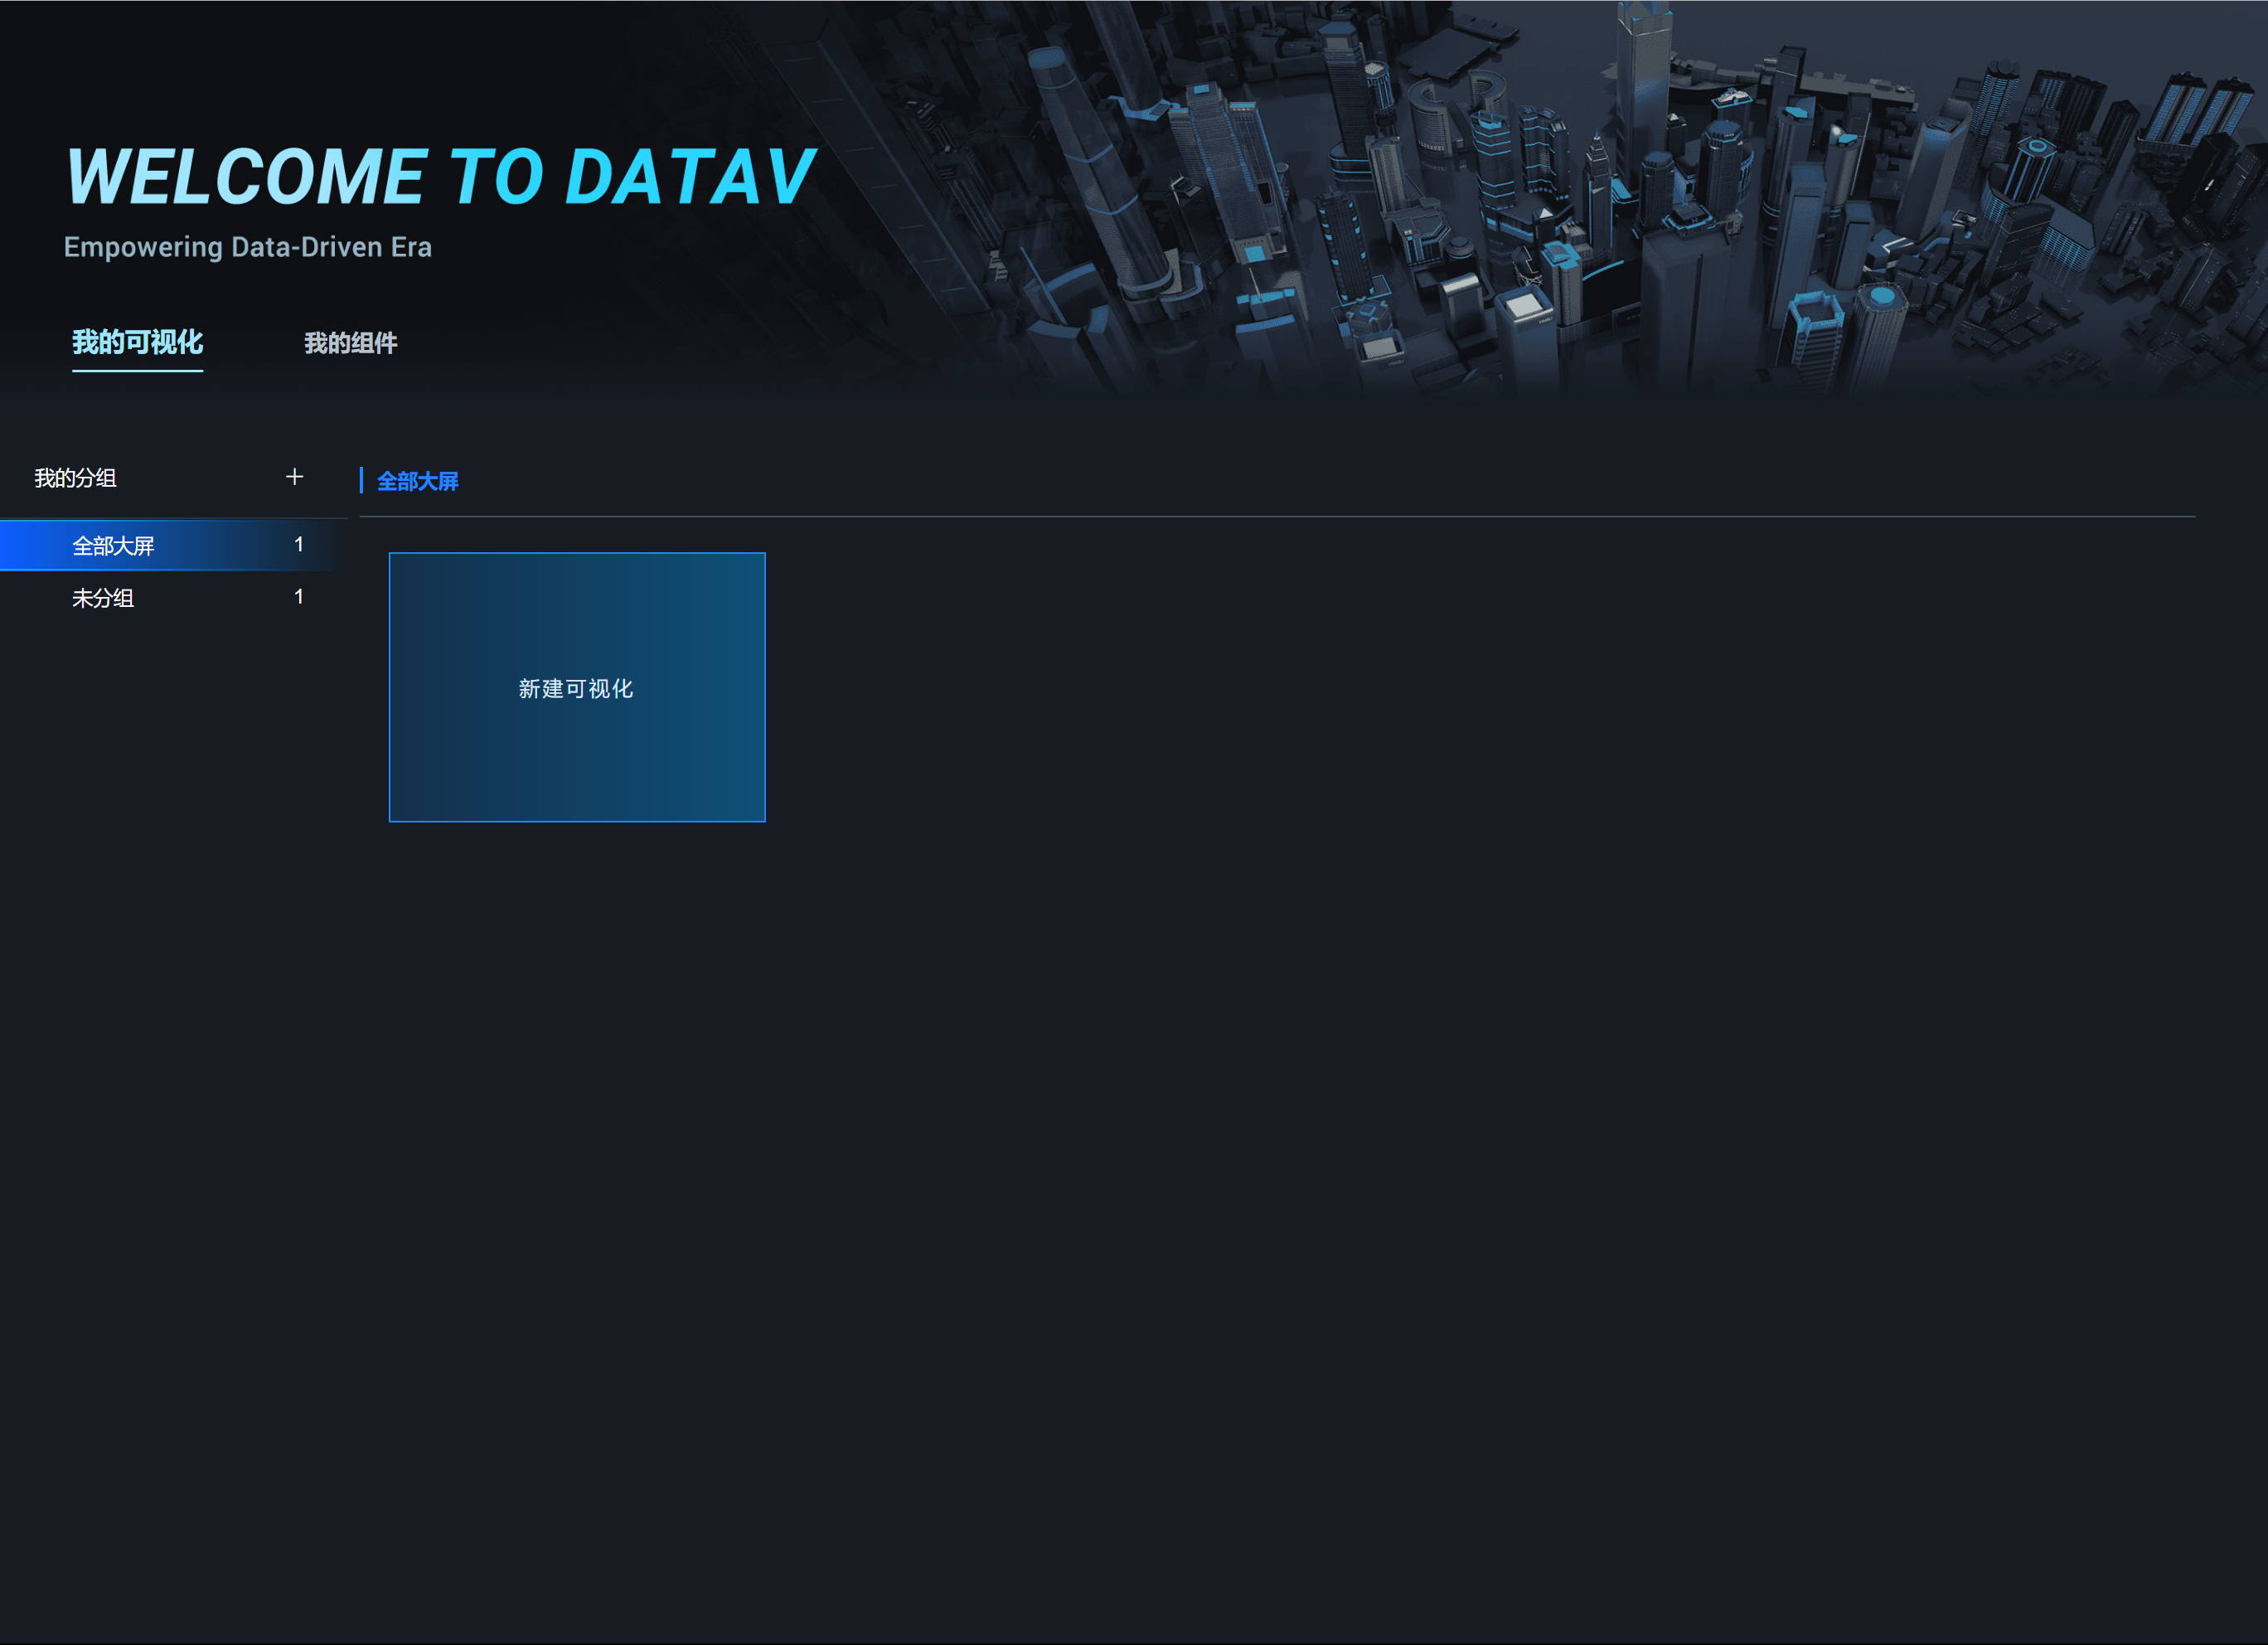 WELCOME TO DATAV
Empowering Data-Driven Era
我的可视化 我的组件
我的分组 +
全部大屏 1
未分组 1
全部大屏
新建可视化